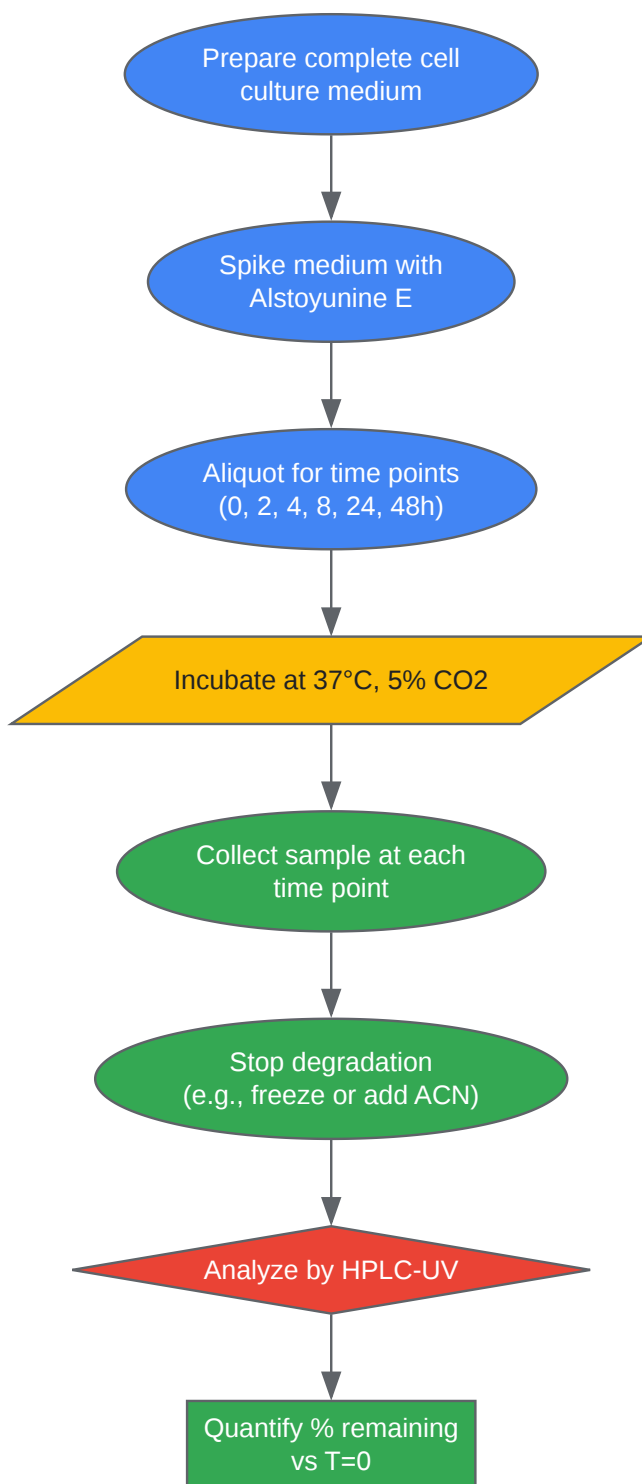 Prepare complete cell
culture medium
Spike medium with
Alstoyunine E
Aliquot for time points
(0, 2, 4, 8, 24, 48h)
Incubate at 37°C, 5% CO2
Collect sample at each
time point
Stop degradation
(e.g., freeze or add ACN)
Analyze by HPLC-UV
Quantify % remaining
vs T=0